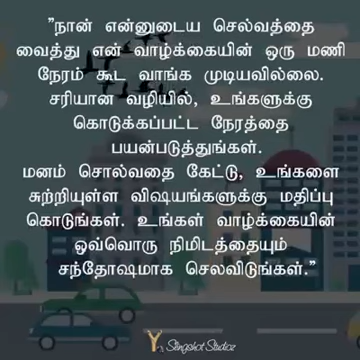 "நான் என்னுடைய செல்வத்தை
வைத்து என் வாழ்க்கையின் ஒரு மணி
நேரம் கூட வாங்க முடியவில்லை.
சரியான வழியில், உங்களுக்கு
கொடுக்கப்பட்ட நேரத்தை
பயன்படுத்துங்கள்.
மனம் சொல்வதை கேட்டு, உங்களை
சுற்றியுள்ள விஷயங்களுக்கு மதிப்பு
கொடுங்கள். உங்கள் வாழ்க்கையின்
ஒவ்வொரு நிமிடத்தையும்
சந்தோஷமாக செலவிடுங்கள்."
Slingshot Studioz